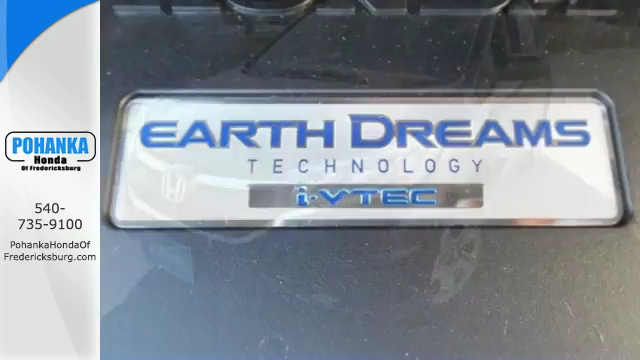 POHANKA
Honda
Of Fredericksburg
540-
735-9100
PohankaHondaOf
Fredericksburg.com
EARTH DREAMS
TECHNOLOGY
i-VTEC